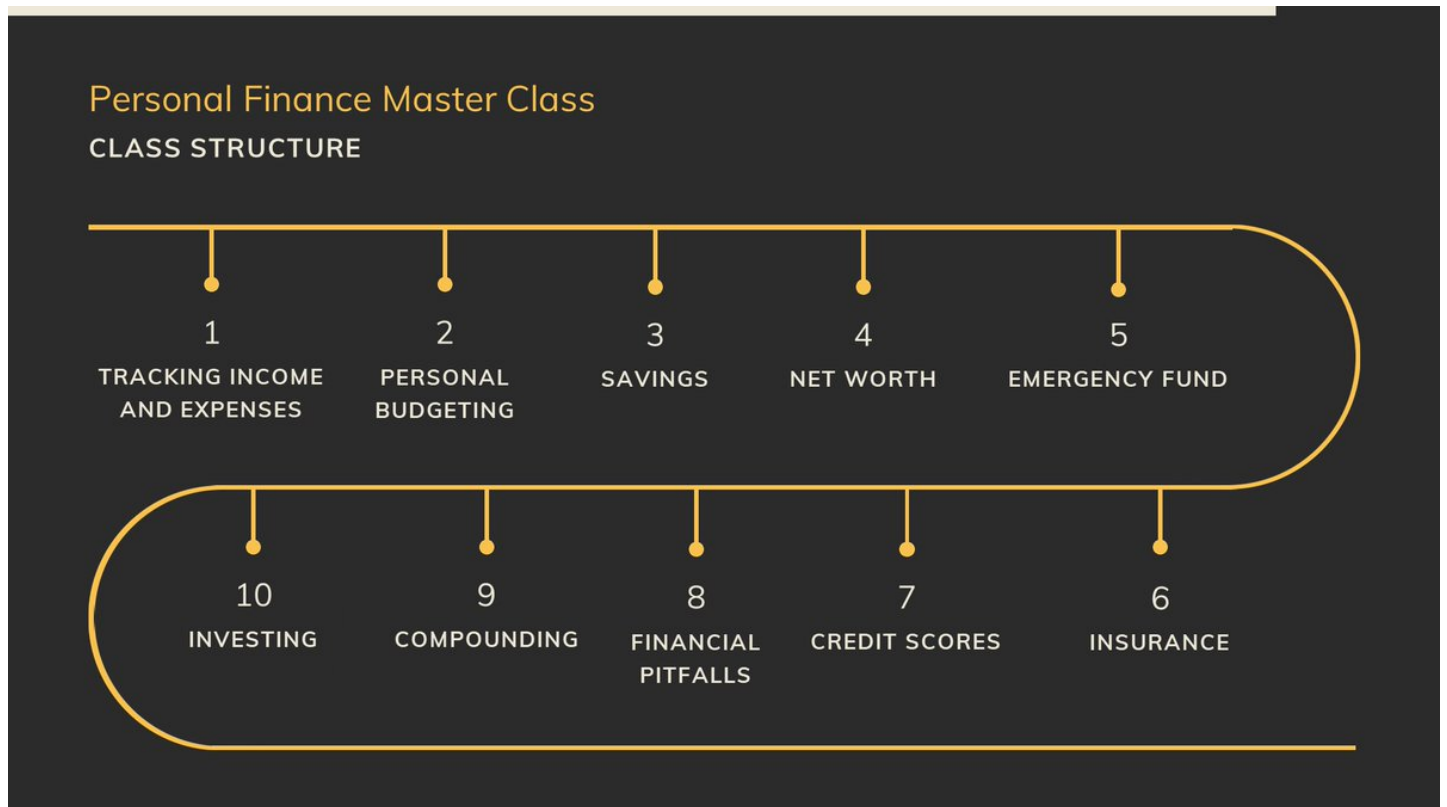 Personal Finance Master Class
CLASS STRUCTURE
1
TRACKING INCOME
AND EXPENSES
2
PERSONAL
BUDGETING
3
SAVINGS
4
NET WORTH
5
EMERGENCY FUND
6
INSURANCE
7
CREDIT SCORES
8
FINANCIAL
PITFALLS
9
COMPOUNDING
10
INVESTING